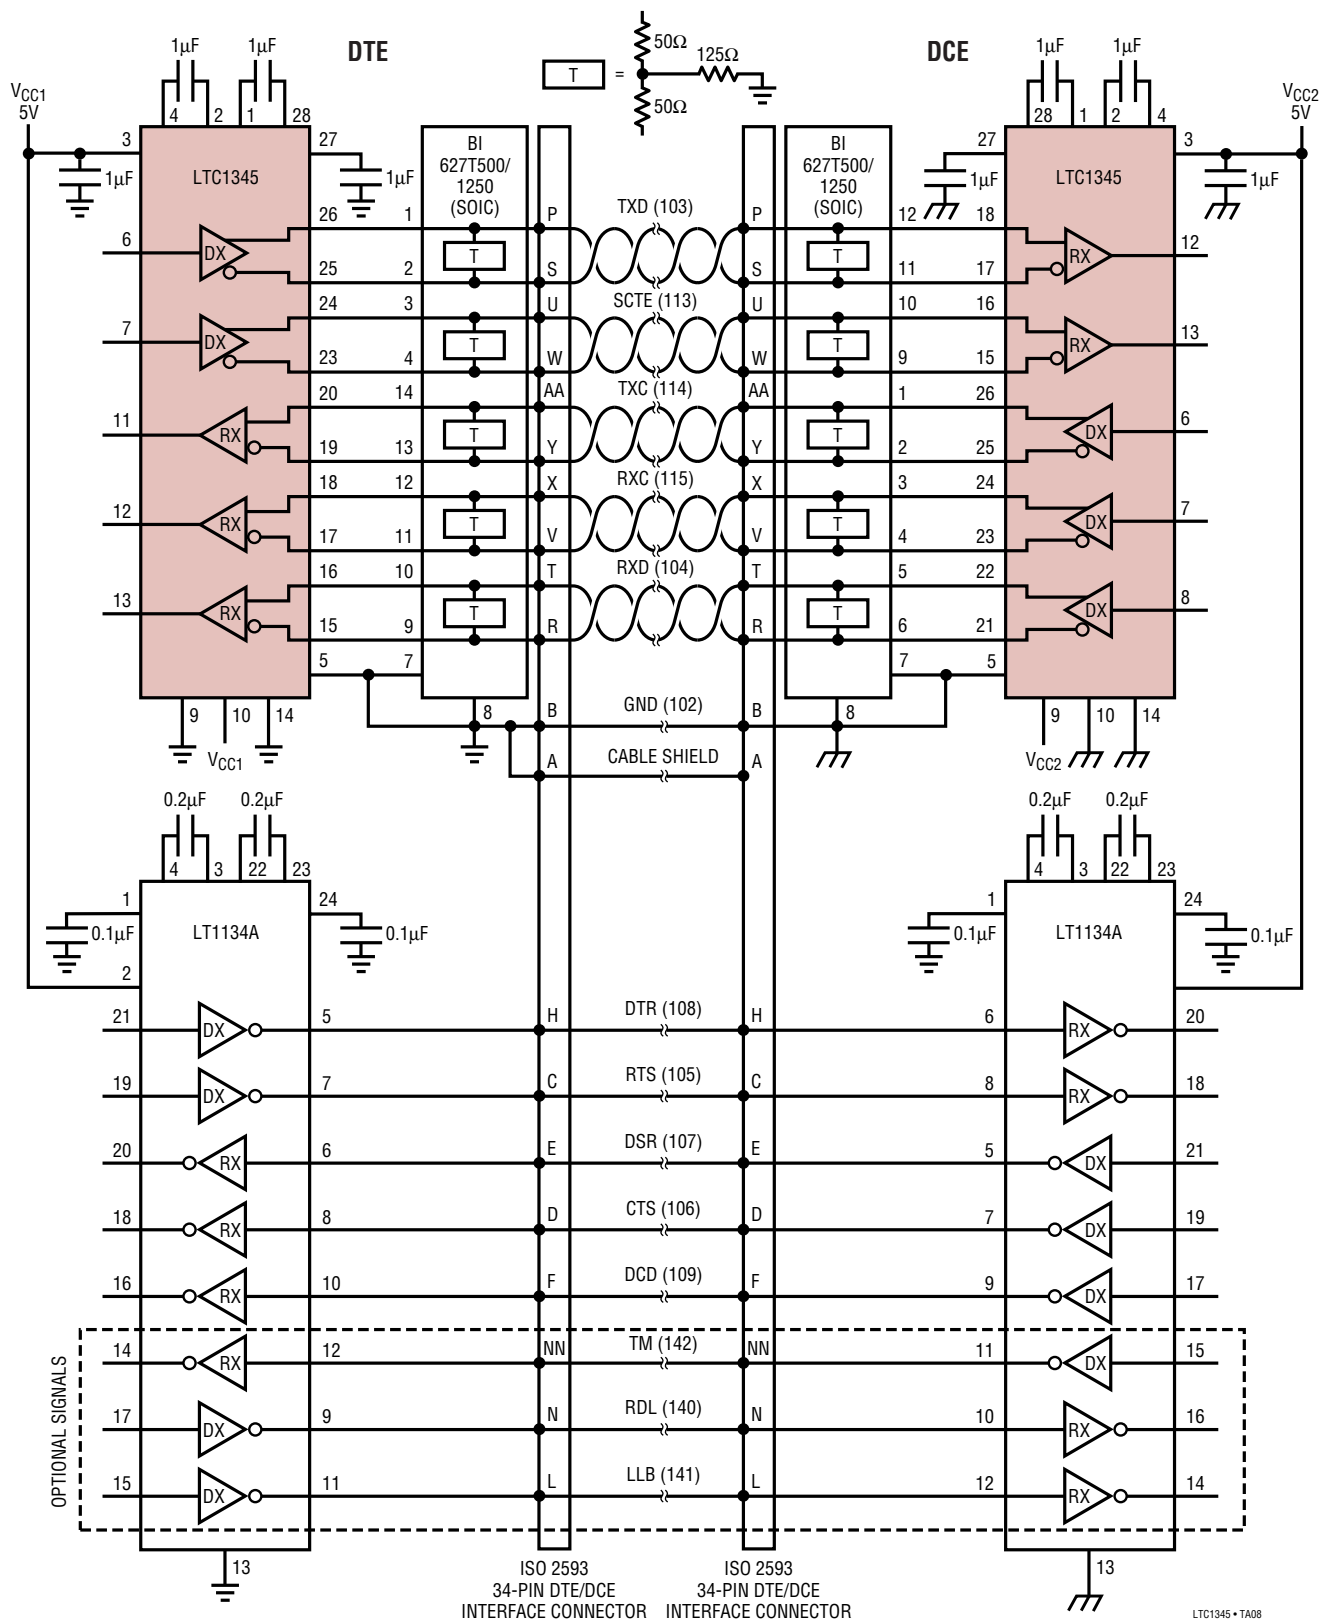 DTE
DCE
1µF
1µF
50Ω
125Ω
T
=
50Ω
1µF
1µF
VCC1
5V
VCC2
5V
4
2
1
28
28
1
2
4
3
27
27
3
1µF
LTC1345
1µF
BI
627T500/
1250
(SOIC)
BI
627T500/
1250
(SOIC)
1µF
LTC1345
1µF
26
1
P
TXD (103)
P
12
18
6
DX
T
T
RX
12
25
2
S
S
11
17
24
3
U
SCTE (113)
U
10
16
7
DX
T
T
RX
13
23
4
W
W
9
15
20
14
AA
TXC (114)
AA
1
26
11
RX
T
T
DX
6
19
13
Y
Y
2
25
18
12
X
RXC (115)
X
3
24
12
RX
T
T
DX
7
17
11
V
V
4
23
16
10
T
RXD (104)
T
5
22
13
RX
T
T
DX
8
15
9
R
R
6
21
5
7
7
5
9
10
14
8
B
GND (102)
B
8
9
10
14
VCC1
A
CABLE SHIELD
A
VCC2
0.2µF
0.2µF
0.2µF
0.2µF
4
3
22
23
4
3
22
23
1
24
1
24
0.1µF
LT1134A
0.1µF
0.1µF
LT1134A
0.1µF
2
21
DX
5
H
DTR (108)
H
6
RX
20
19
DX
7
C
RTS (105)
C
8
RX
18
20
RX
6
E
DSR (107)
E
5
DX
21
18
RX
8
D
CTS (106)
D
7
DX
19
16
RX
10
F
DCD (109)
F
9
DX
17
OPTIONAL SIGNALS
14
RX
12
NN
TM (142)
NN
11
DX
15
17
DX
9
N
RDL (140)
N
10
RX
16
15
DX
11
L
LLB (141)
L
12
RX
14
13
13
ISO 2593
34-PIN DTE/DCE
INTERFACE CONNECTOR
ISO 2593
34-PIN DTE/DCE
INTERFACE CONNECTOR
LTC1345 • TA08